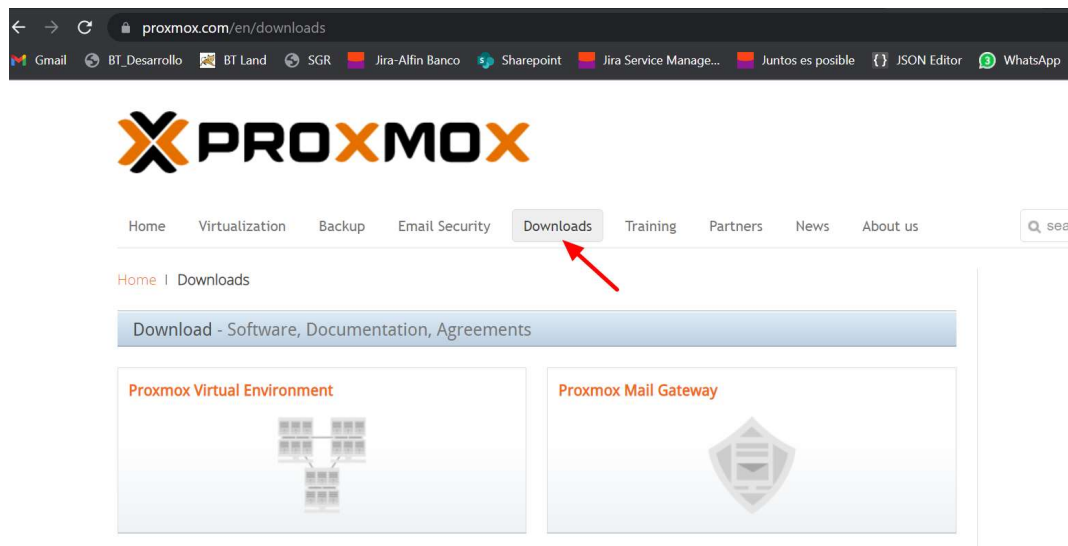 proxmox.com/en/downloads
Gmail BT_Desarrollo BT Land SGR Jira-Alfin Banco Sharepoint Jira Service Manage... Juntos es posible {} JSON Editor 3 WhatsApp
PROXMOX
Home Virtualization Backup Email Security Downloads Training Partners News About us sea
Home | Downloads
Download - Software, Documentation, Agreements
Proxmox Virtual Environment Proxmox Mail Gateway